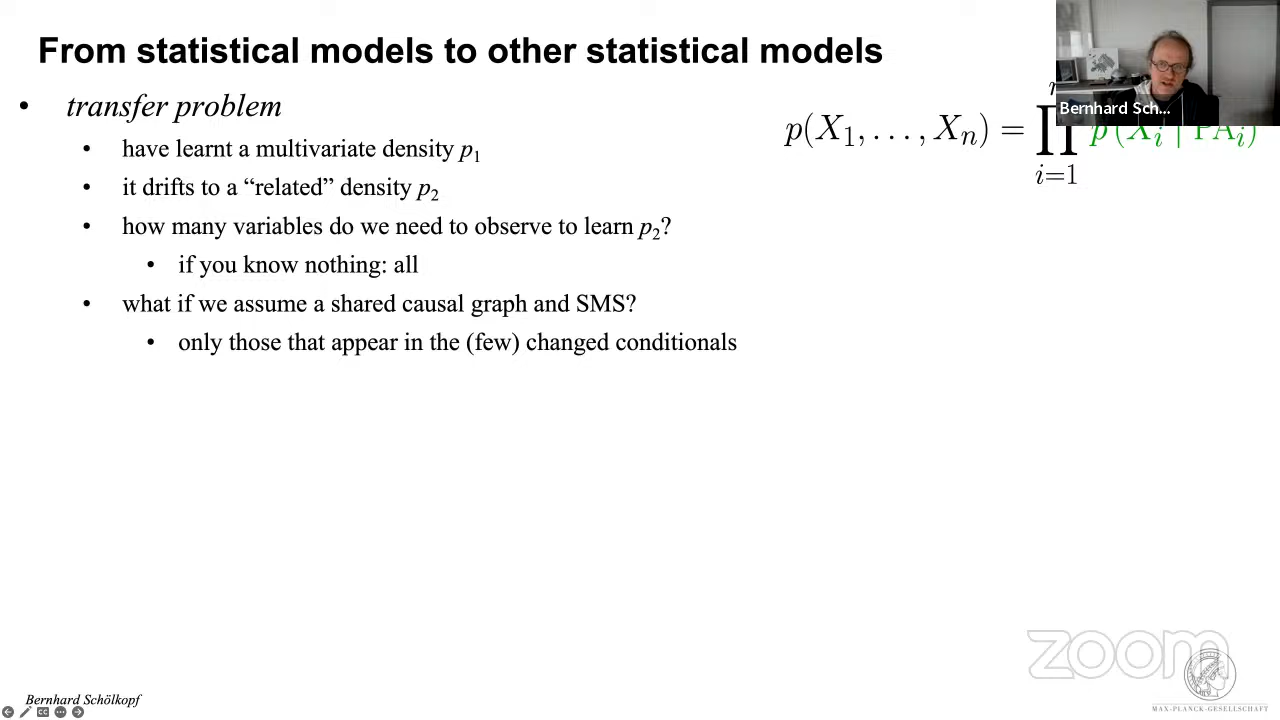 From statistical models to other statistical models
• transfer problem
• have learnt a multivariate density p₁
• it drifts to a “related” density p₂
• how many variables do we need to observe to learn p₂?
• if you know nothing: all
• what if we assume a shared causal graph and SMS?
• only those that appear in the (few) changed conditionals
p(X₁, . . . , Xₙ) = ∏ p(Xᵢ | PAᵢ)
i=1
Bernhard Sch...
zoom
MAX-PLANCK-GESELLSCHAFT
Bernhard Schölkopf
CC